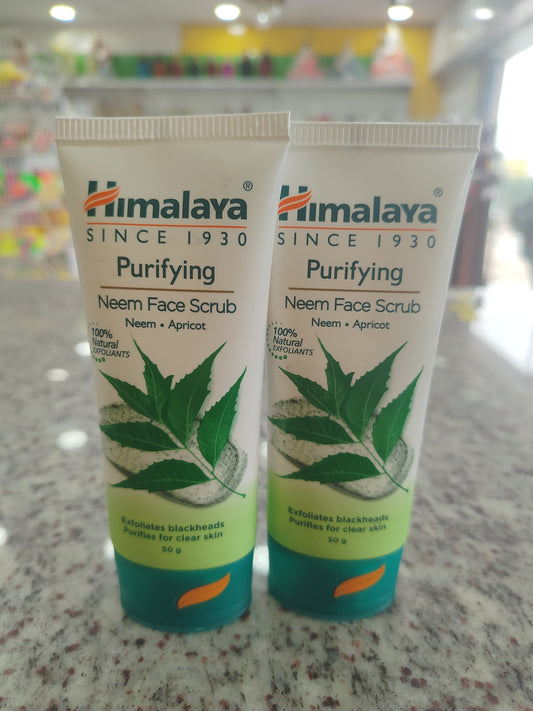 Himalaya®
SINCE 1930
Purifying
Neem Face Scrub
Neem • Apricot
100%
Natural
EXFOLIANTS
Exfoliates blackheads
Purifies for clear skin
50 g
Himalaya®
SINCE 1930
Purifying
Neem Face Scrub
Neem • Apricot
100%
Natural
EXFOLIANTS
Exfoliates blackheads
Purifies for clear skin
50 g